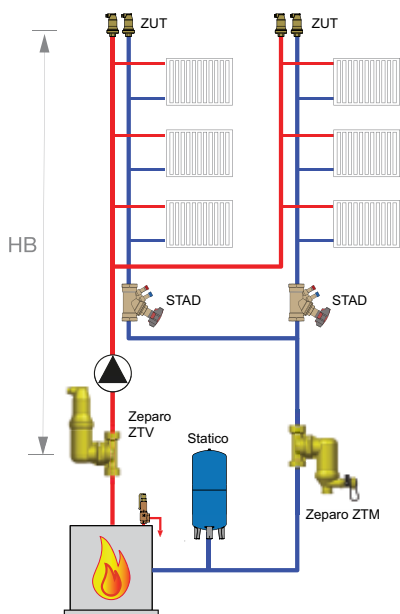 ZUT
ZUT
HB
STAD
STAD
Zeparo
ZTV
Statico
Zeparo ZTM